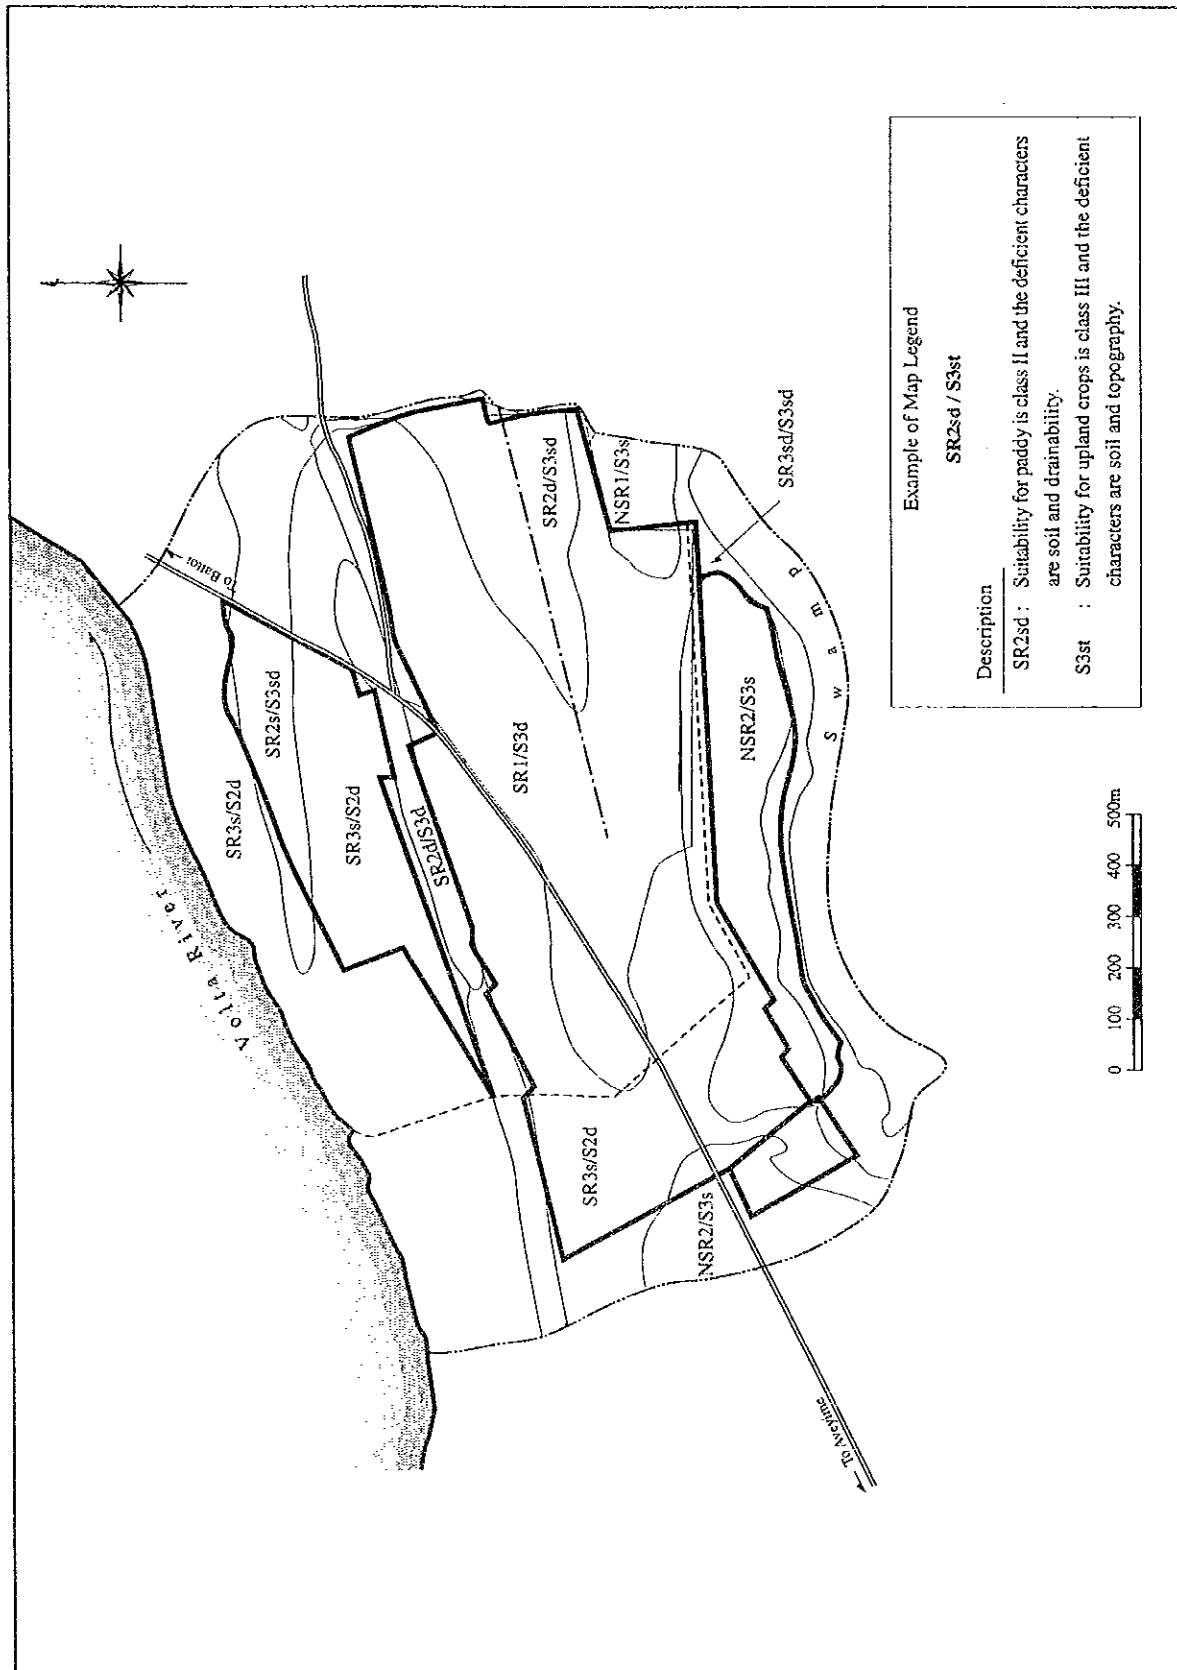 Volta River
To Battor
SR3s/S2d
SR2s/S3sd
SR3s/S2d
SR2d/S3d
SR1/S3d
SR2d/S3sd
NSR1/S3s
SR3sd/S3sd
SR3s/S2d
NSR2/S3s
NSR2/S3s
Swamp
To Aveyime
Example of Map Legend
SR2sd / S3st
Description
SR2sd : Suitability for paddy is class II and the deficient characters
are soil and drainability.
S3st : Suitability for upland crops is class III and the deficient
characters are soil and topography.
0 100 200 300 400 500m